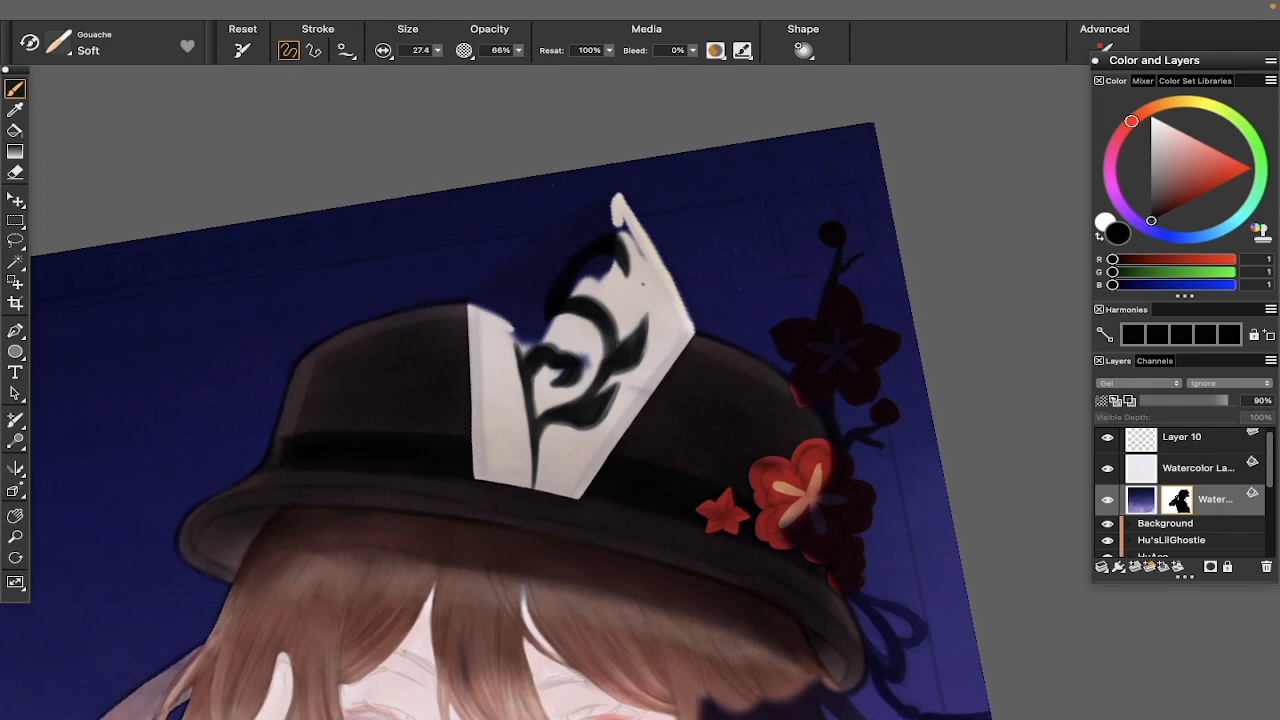 Gouache
Soft
Reset
Stroke
Size
27.4
Opacity
66%
Media
Resat: 100%
Bleed: 0%
Shape
Advanced
Color and Layers
Color Mixer Color Set Libraries
R 1
G 1
B 1
Harmonies
Layers Channels
Gel Ignore
90%
Visible Depth: 100%
Layer 10
Watercolor La...
Water...
Background
Hu'sLilGhostie
T